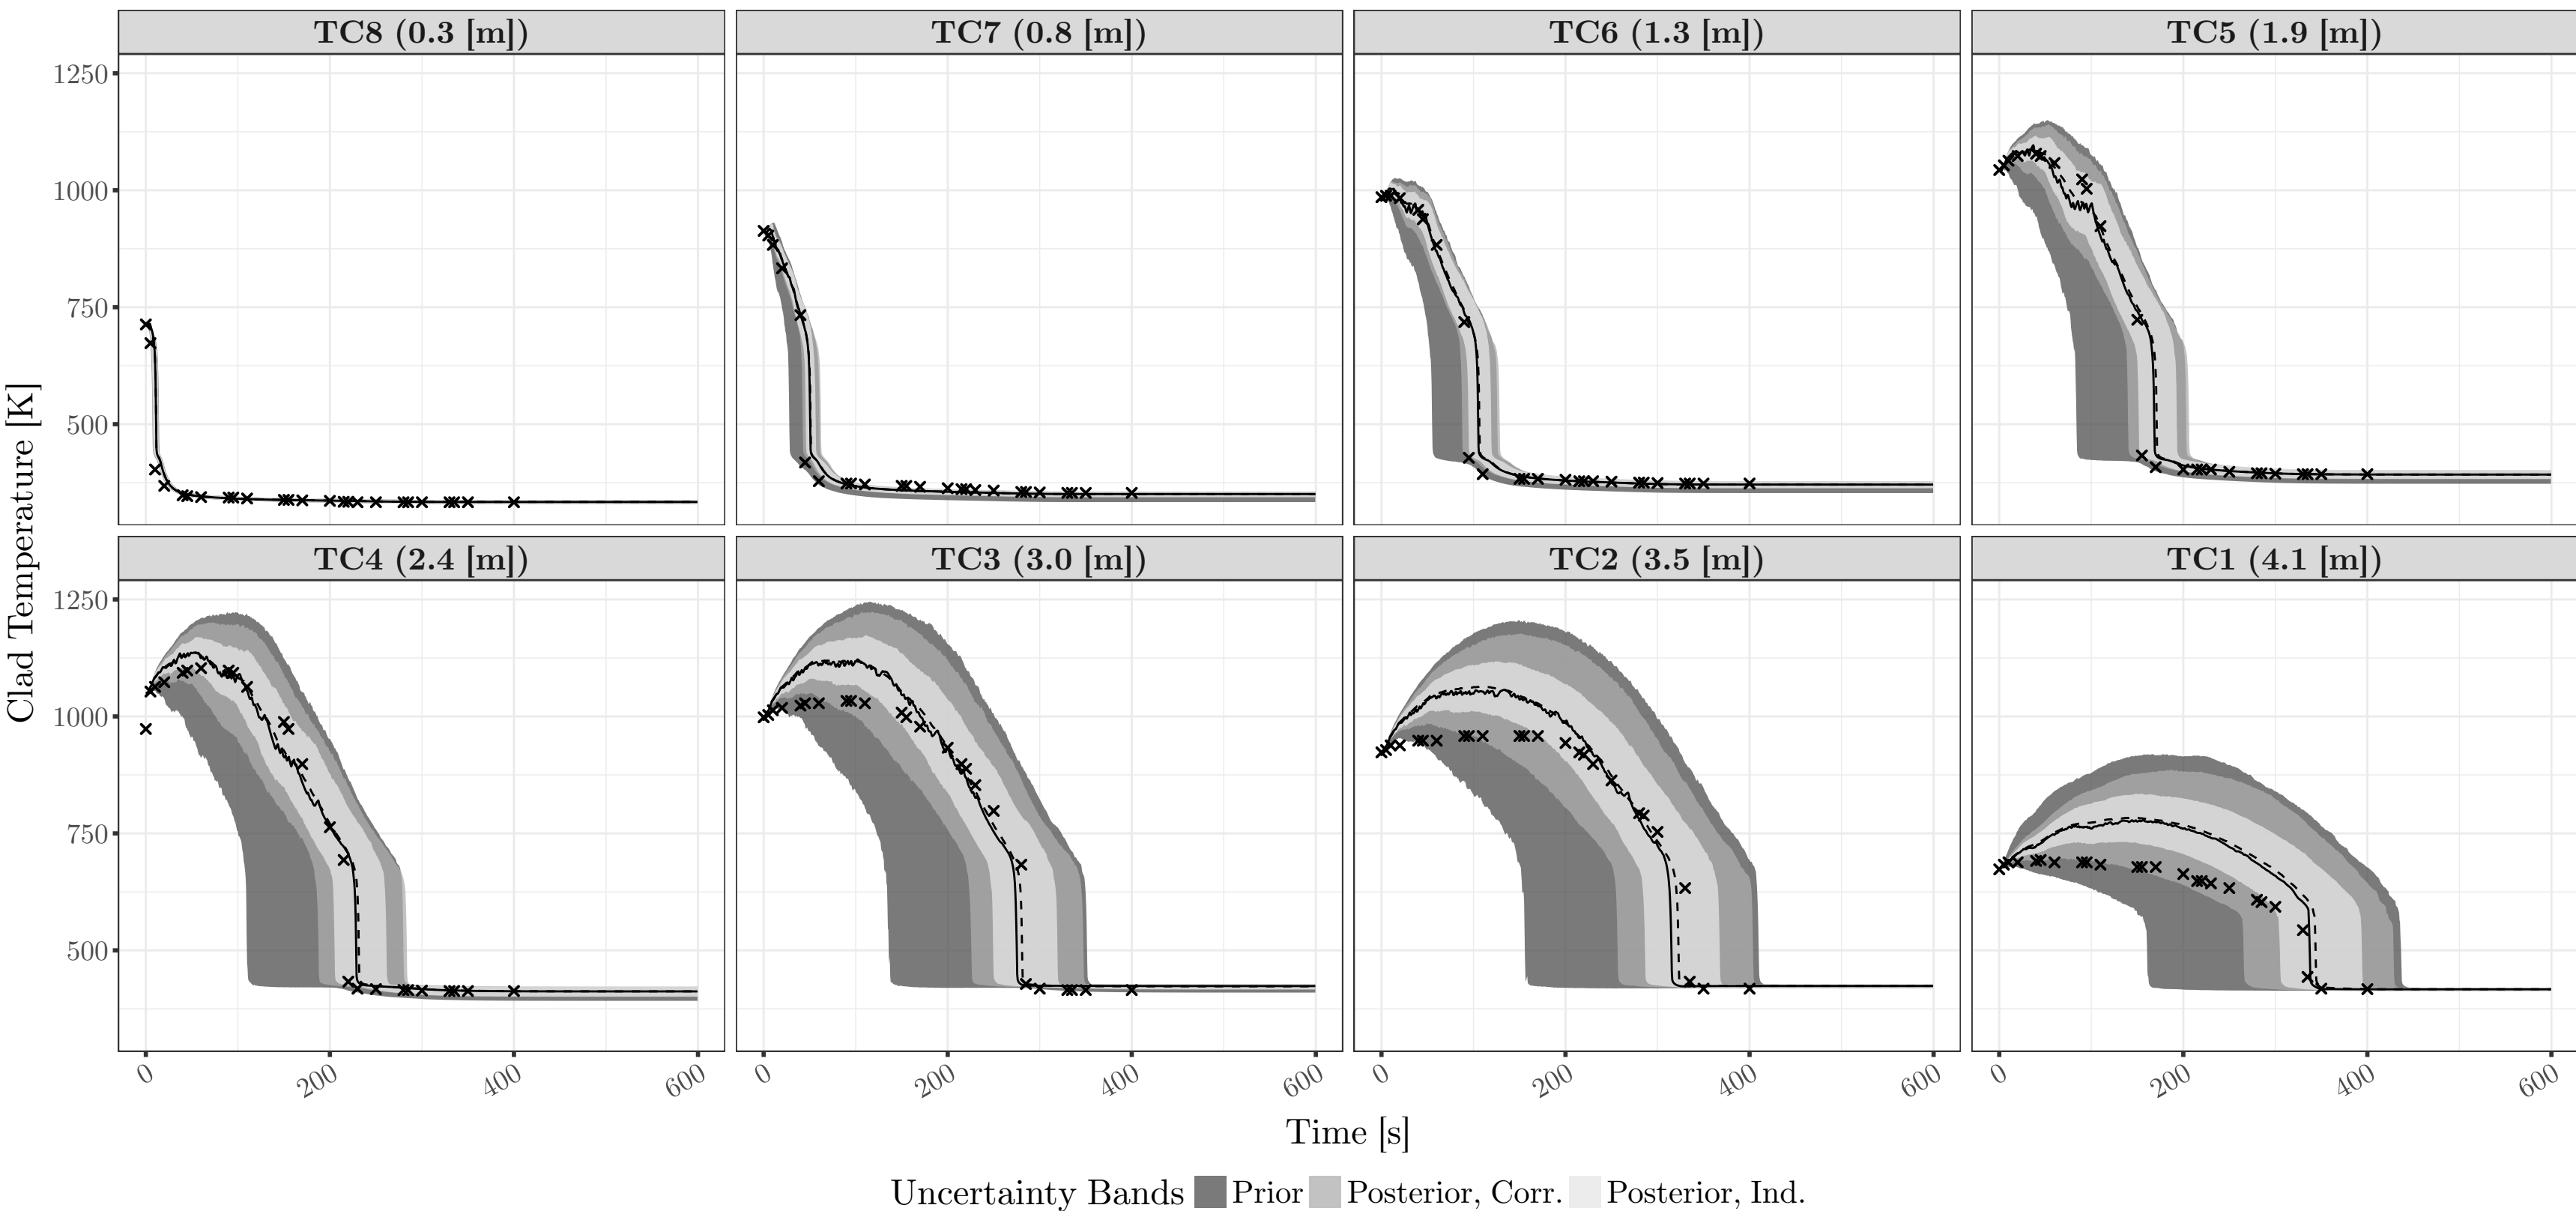 TC8 (0.3 [m])
TC7 (0.8 [m])
TC6 (1.3 [m])
TC5 (1.9 [m])
1250
1000
750
500
TC4 (2.4 [m])
TC3 (3.0 [m])
TC2 (3.5 [m])
TC1 (4.1 [m])
1250
1000
750
500
Clad Temperature [K]
0 200 400 600
0 200 400 600
0 200 400 600
0 200 400 600
Time [s]
Uncertainty Bands Prior Posterior, Corr. Posterior, Ind.